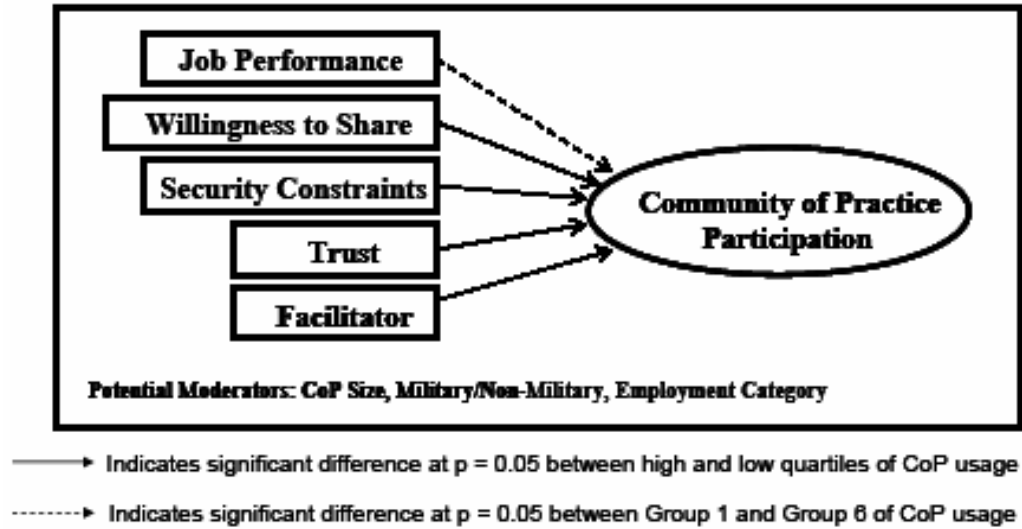 Job Performance
Willingness to Share
Security Constraints
Trust
Facilitator
Community of Practice
Participation
Potential Moderators: CoP Size, Military/Non-Military, Employment Category
Indicates significant difference at p = 0.05 between high and low quartiles of CoP usage
Indicates significant difference at p = 0.05 between Group 1 and Group 6 of CoP usage